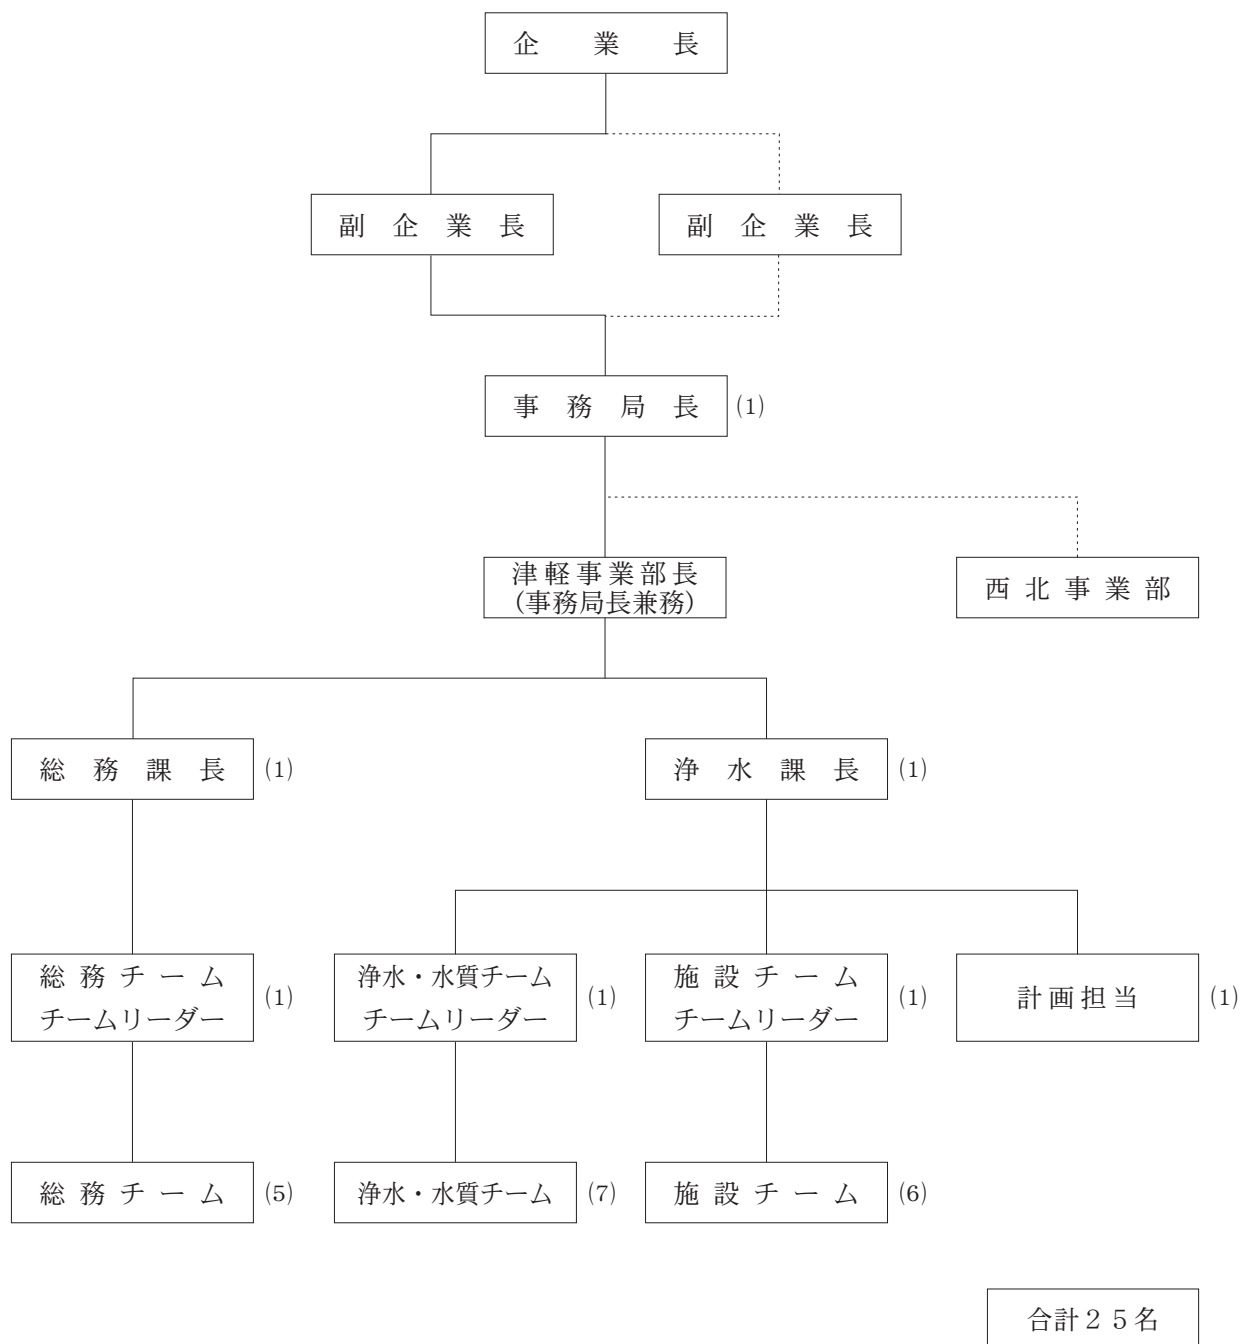 企業長
副企業長
副企業長
事務局長 (1)
津軽事業部長
(事務局長兼務)
西北事業部
総務課長 (1)
浄水課長 (1)
総務チーム
チームリーダー (1)
浄水・水質チーム
チームリーダー (1)
施設チーム
チームリーダー (1)
計画担当 (1)
総務チーム (5)
浄水・水質チーム (7)
施設チーム (6)
合計25名